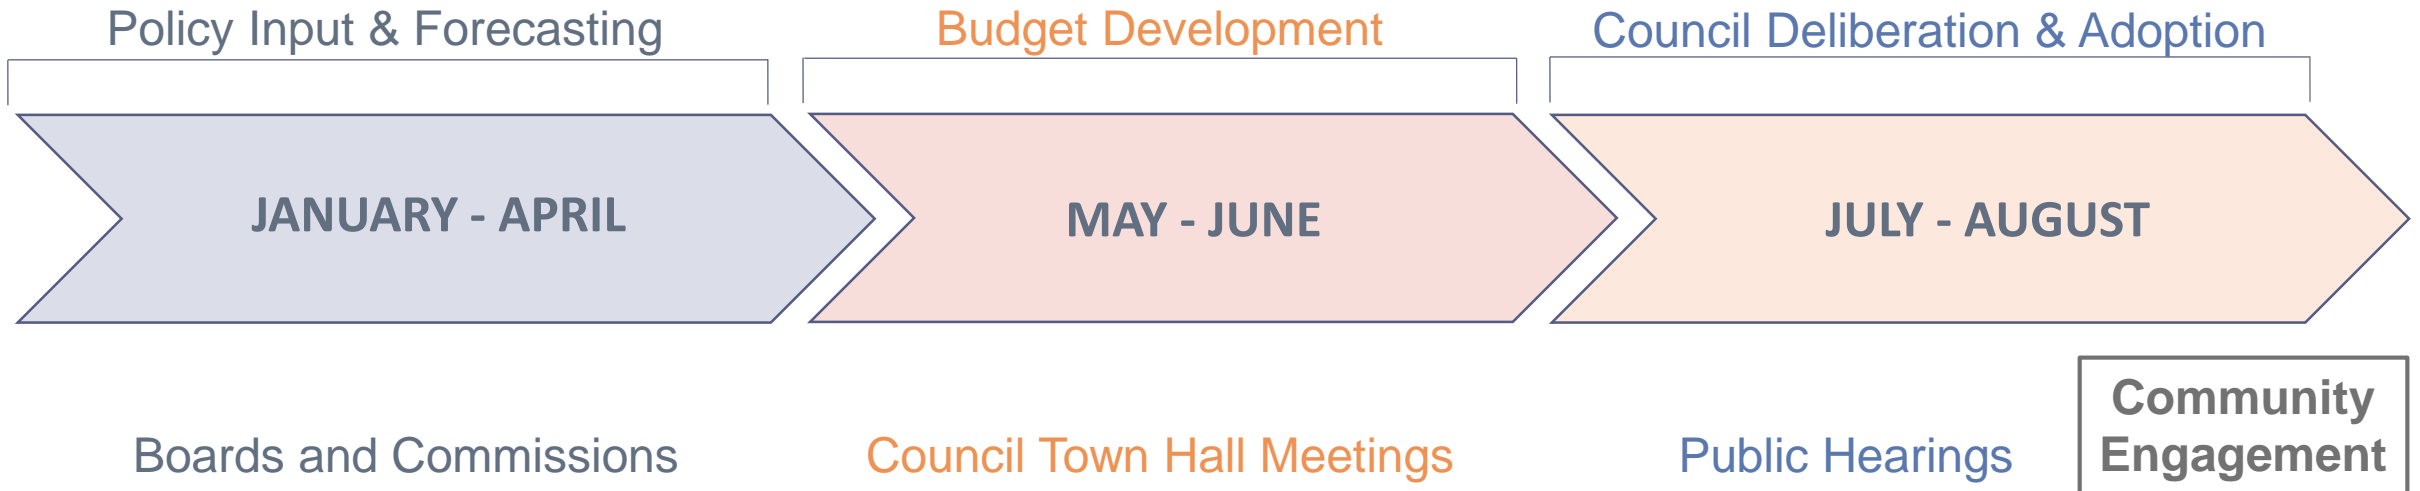 Policy Input & Forecasting
Budget Development
Council Deliberation & Adoption
JANUARY - APRIL
MAY - JUNE
JULY - AUGUST
Boards and Commissions
Council Town Hall Meetings
Public Hearings
Community
Engagement